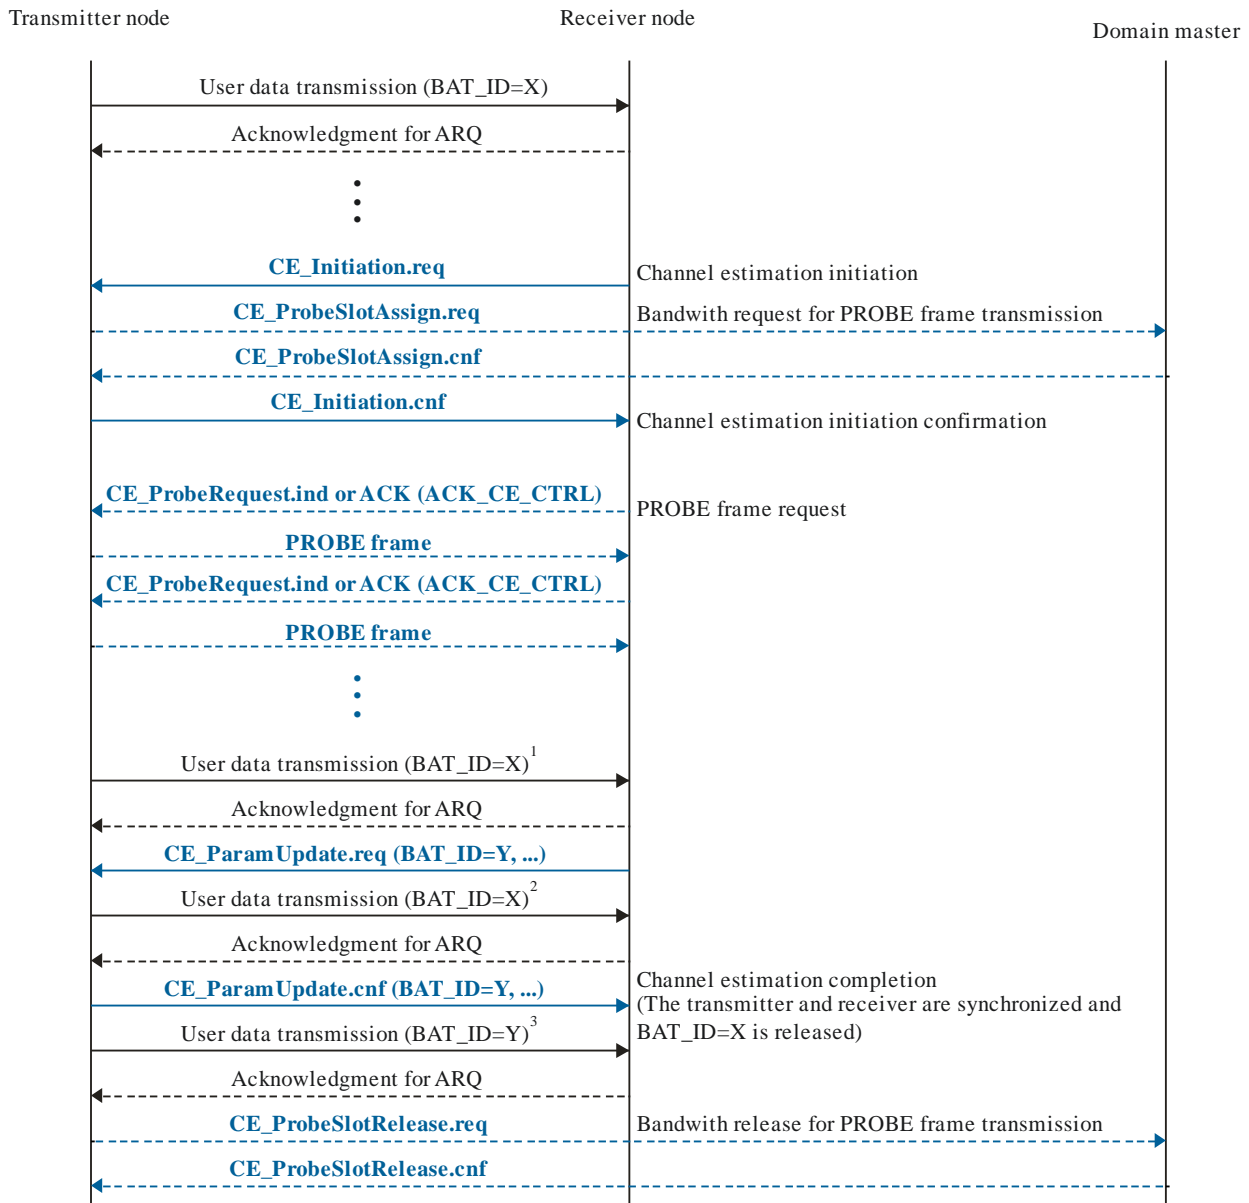 Transmitter node
Receiver node
Domain master
User data transmission (BAT_ID=X)
Acknowledgment for ARQ
CE_Initiation.req
Channel estimation initiation
CE_ProbeSlotAssign.req
Bandwith request for PROBE frame transmission
CE_ProbeSlotAssign.cnf
CE_Initiation.cnf
Channel estimation initiation confirmation
CE_ProbeRequest.ind or ACK (ACK_CE_CTRL)
PROBE frame request
PROBE frame
CE_ProbeRequest.ind or ACK (ACK_CE_CTRL)
PROBE frame
User data transmission (BAT_ID=X)1
Acknowledgment for ARQ
CE_ParamUpdate.req (BAT_ID=Y, ...)
User data transmission (BAT_ID=X)2
Acknowledgment for ARQ
CE_ParamUpdate.cnf (BAT_ID=Y, ...)
Channel estimation completion
(The transmitter and receiver are synchronized and
BAT_ID=X is released)
User data transmission (BAT_ID=Y)3
Acknowledgment for ARQ
CE_ProbeSlotRelease.req
Bandwith release for PROBE frame transmission
CE_ProbeSlotRelease.cnf